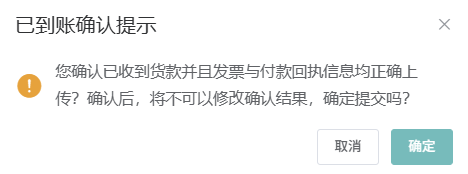 已到账确认提示
您确认已收到货款并且发票与付款回执信息均正确上
传？确认后，将不可以修改确认结果，确定提交吗？
取消
确定